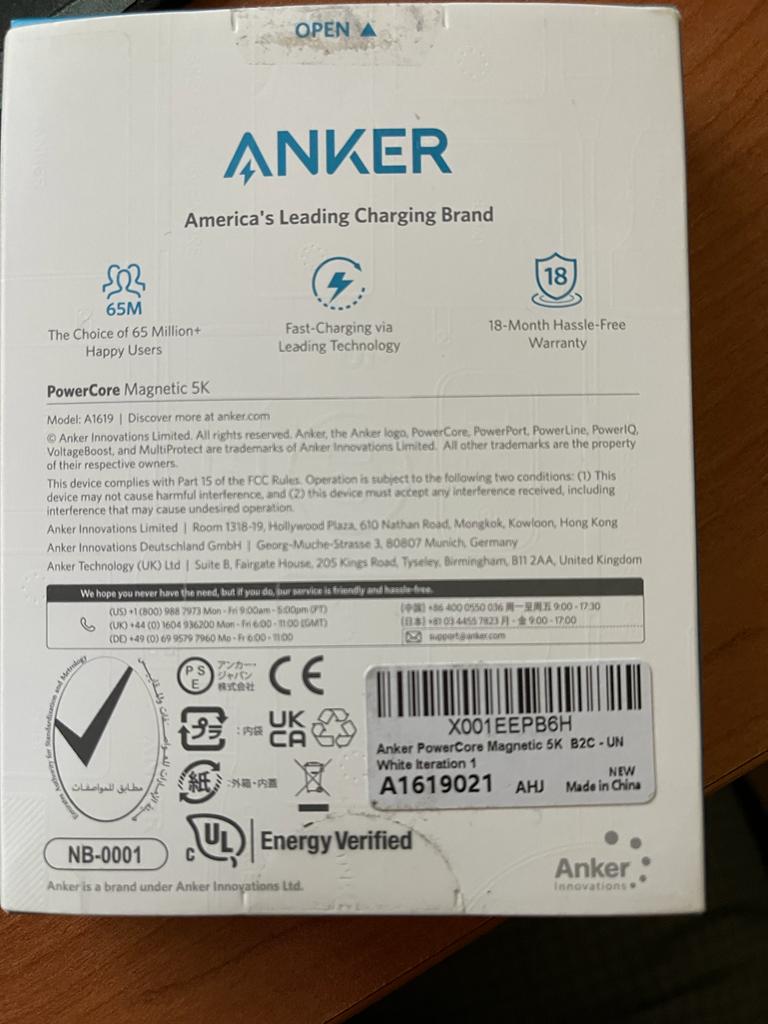 OPEN ▲
ANKER
America's Leading Charging Brand
65M
The Choice of 65 Million+
Happy Users
Fast-Charging via
Leading Technology
18
18-Month Hassle-Free
Warranty
PowerCore Magnetic 5K
Model: A1619 | Discover more at anker.com
© Anker Innovations Limited. All rights reserved. Anker, the Anker logo, PowerCore, PowerPort, PowerLine, PowerIQ,
VoltageBoost, and MultiProtect are trademarks of Anker Innovations Limited. All other trademarks are the property
of their respective owners.
This device complies with Part 15 of the FCC Rules. Operation is subject to the following two conditions: (1) This
device may not cause harmful interference, and (2) this device must accept any interference received, including
interference that may cause undesired operation.
Anker Innovations Limited | Room 1318-19, Hollywood Plaza, 610 Nathan Road, Mongkok, Kowloon, Hong Kong
Anker Innovations Deutschland GmbH | Georg-Muche-Strasse 3, 80807 Munich, Germany
Anker Technology (UK) Ltd | Suite B, Fairgate House, 205 Kings Road, Tyseley, Birmingham, B11 2AA, United Kingdom
We hope you never have the need, but if you do, our service is friendly and hassle-free.
(US) +1 (800) 988 7973 Mon - Fri 9:00am - 5:00pm (PT)
(UK) +44 (0) 1604 936200 Mon - Fri 6:00 - 11:00 (GMT)
(DE) +49 (0) 69 9579 7960 Mo - Fr 6:00 - 11:00
(中国) +86 400 0550 036 周一至周五 9:00 - 17:30
(日本) +81 03 4455 7823 月 - 金 9:00 - 17:00
support@anker.com
Emirates Authority for Standardization and Metrology
هيئة الإمارات للمواصفات والمقاييس
مطابق للمواصفات
NB-0001
PS
E
アンカー・
ジャパン
株式会社
CE
プラ
:内袋
UK
CA
紙
:外箱・内蓋
c UL
Energy Verified
X001EEPB6H
Anker PowerCore Magnetic 5K B2C - UN
White Iteration 1
NEW
A1619021 AHJ Made in China
Anker
Innovations
Anker is a brand under Anker Innovations Ltd.